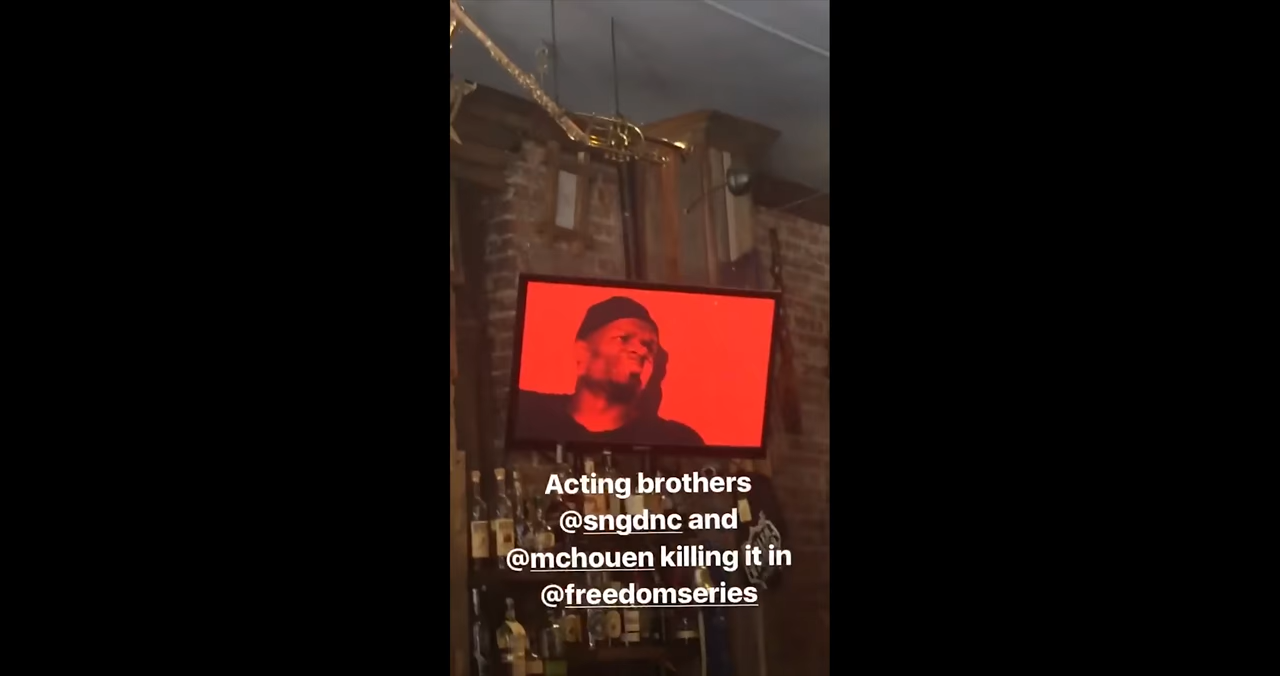 Acting brothers
@sngdnc and
@mchouen killing it in
@freedomseries